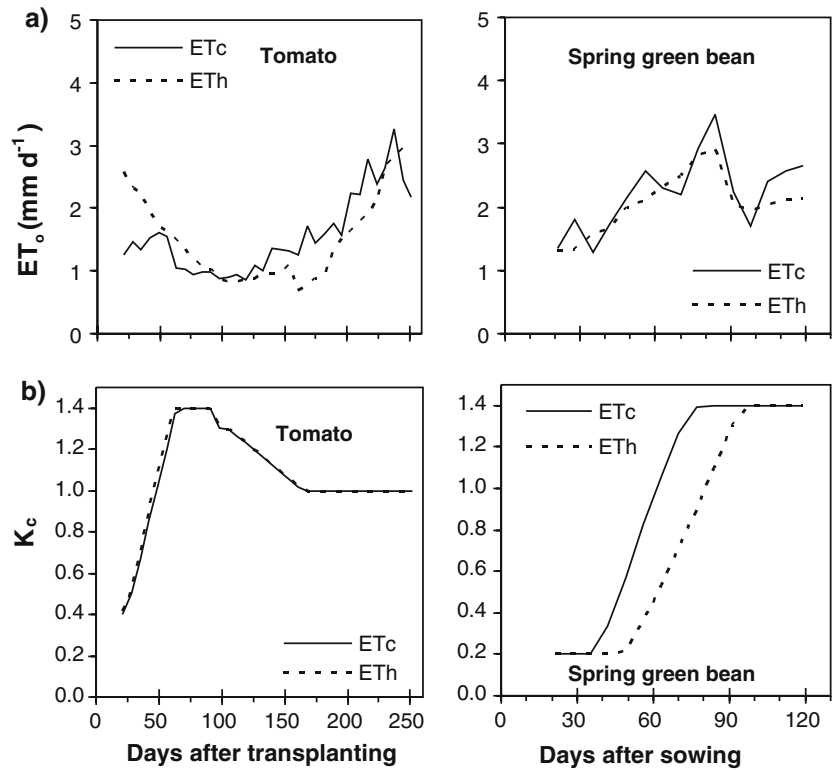 a)
5
4
3
2
1
0
ETo (mm d-1)
ETc
ETh
Tomato
5
4
3
2
1
0
Spring green bean
ETc
ETh
b)
1.4
1.2
1.0
0.8
0.6
0.4
0.2
0.0
Kc
Tomato
ETc
ETh
0 50 100 150 200 250
Days after transplanting
1.4
1.2
1.0
0.8
0.6
0.4
0.2
0.0
ETc
ETh
Spring green bean
0 30 60 90 120
Days after sowing